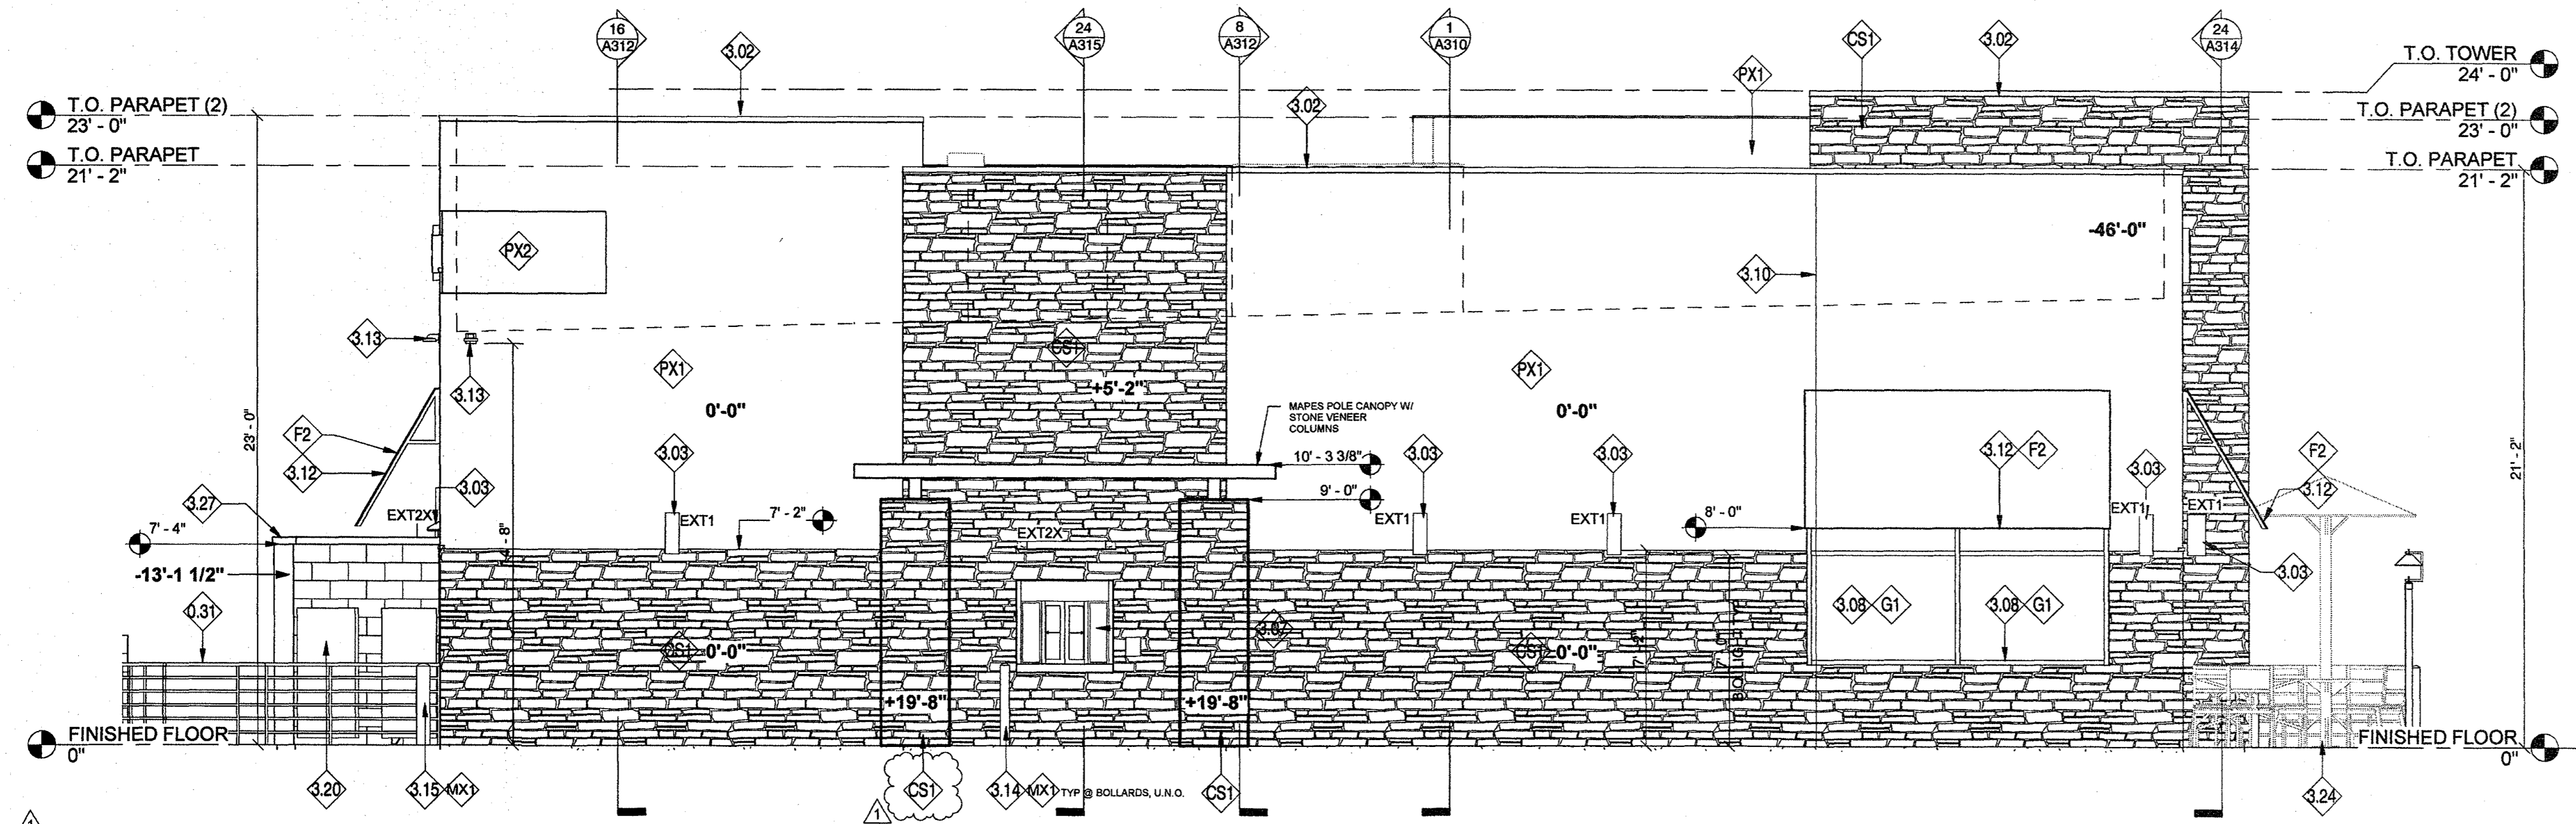 16
A312
24
A315
8
A312
1
A310
24
A314
3.02
CS1
3.02
T.O. TOWER
24' - 0"
PX1
3.02
T.O. PARAPET (2)
23' - 0"
T.O. PARAPET (2)
23' - 0"
T.O. PARAPET
21' - 2"
T.O. PARAPET
21' - 2"
-46'-0"
PX2
3.10
3.13
CS1
PX1
PX1
3.13
+5'-2"
0'-0"
MAPES POLE CANOPY W/
STONE VENEER
COLUMNS
0'-0"
23' - 0"
F2
3.12
3.03
3.03
3.03
3.12
F2
F2
21' - 2"
10' - 3 3/8"
3.03
3.03
3.12
9' - 0"
3.27
EXT2X
EXT1
7' - 2"
EXT1
EXT1
8' - 0"
EXT1
EXT1
7' - 4"
EXT2X
-13'-1 1/2"
3.03
0.31
3.08
G1
3.08
G1
CS1
0'-0"
CS1
0'-0"
7' - 2"
7' - 0"
+19'-8"
+19'-8"
FINISHED FLOOR
0"
FINISHED FLOOR
0"
3.20
3.15
MX1
CS1
3.14
MX1
TYP @ BOLLARDS, U.N.O.
CS1
3.24
1
1